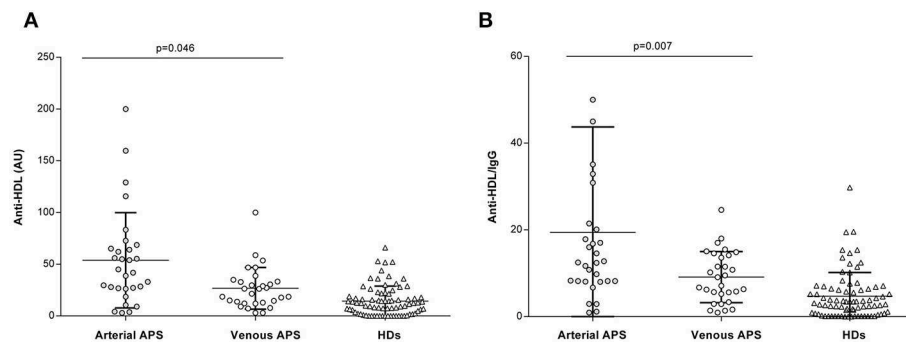 A
p=0.046
250
200
150
100
50
0
Anti-HDL (AU)
Arterial APS Venous APS HDs
B
p=0.007
60
40
20
0
Anti-HDL/IgG
Arterial APS Venous APS HDs